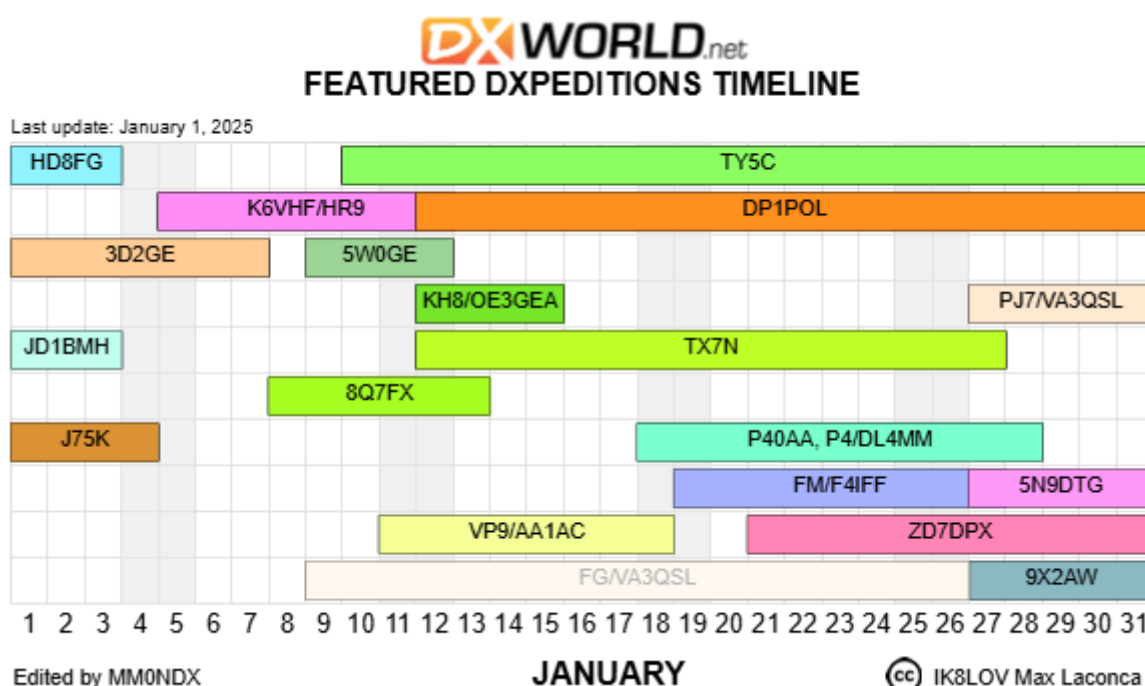 DX WORLD.net
FEATURED DXPEDITIONS TIMELINE
Last update: January 1, 2025
HD8FG TY5C
K6VHF/HR9 DP1POL
3D2GE 5W0GE
KH8/OE3GEA PJ7/VA3QSL
JD1BMH TX7N
8Q7FX
J75K P40AA, P4/DL4MM
FM/F4IFF 5N9DTG
VP9/AA1AC ZD7DPX
FG/VA3QSL 9X2AW
1 2 3 4 5 6 7 8 9 10 11 12 13 14 15 16 17 18 19 20 21 22 23 24 25 26 27 28 29 30 31
Edited by MM0NDX JANUARY cc IK8LOV Max Laconca